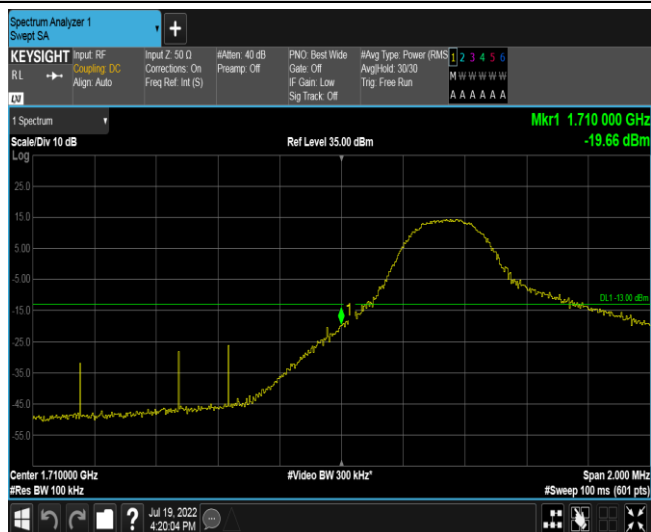 Spectrum Analyzer 1
Swept SA
+
KEYSIGHT
RL
LXI
Input: RF
Coupling: DC
Align: Auto
Input Z: 50 Ω
Corrections: On
Freq Ref: Int (S)
#Atten: 40 dB
Preamp: Off
PNO: Best Wide
Gate: Off
IF Gain: Low
Sig Track: Off
#Avg Type: Power (RMS
Avg|Hold: 30/30
Trig: Free Run
1 2 3 4 5 6
M W W W W W
A A A A A A
1 Spectrum
Scale/Div 10 dB
Ref Level 35.00 dBm
Mkr1 1.710 000 GHz
-19.66 dBm
Log
25.0
15.0
5.00
-5.00
-15.0
-25.0
-35.0
-45.0
-55.0
1
DL1 -13.00 dBm
Center 1.710000 GHz
#Video BW 300 kHz*
Span 2.000 MHz
#Res BW 100 kHz
#Sweep 100 ms (601 pts)
?
Jul 19, 2022
4:20:04 PM